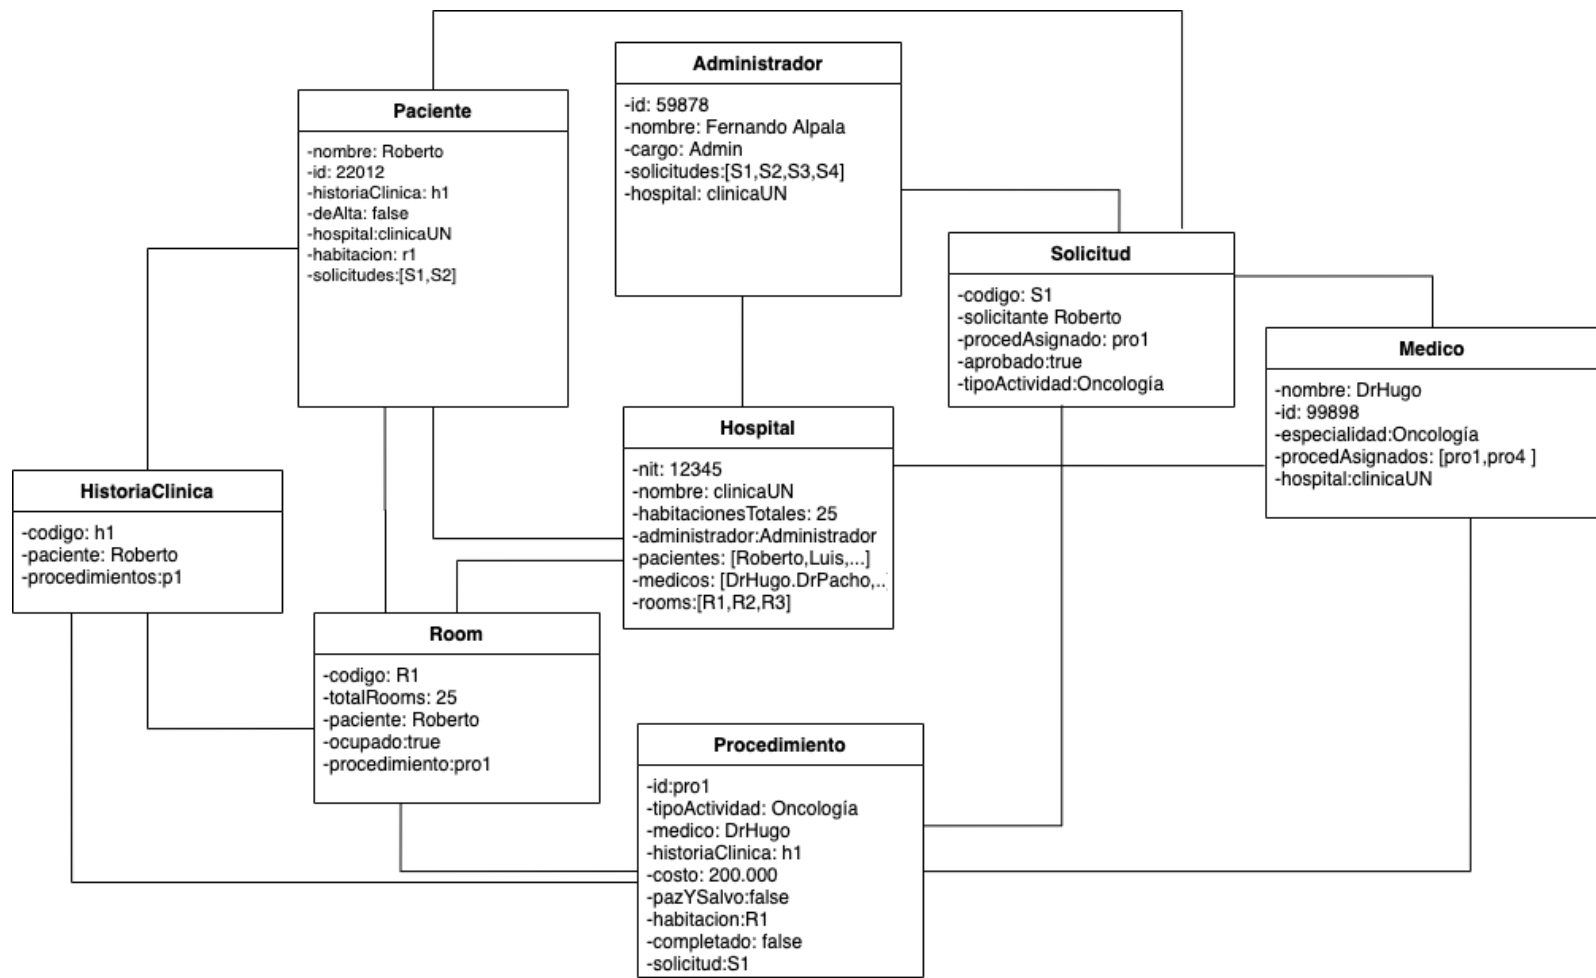 Paciente
-nombre: Roberto
-id: 22012
-historiaClinica: h1
-deAlta: false
-hospital:clinicaUN
-habitacion: r1
-solicitudes:[S1,S2]
Administrador
-id: 59878
-nombre: Fernando Alpala
-cargo: Admin
-solicitudes:[S1,S2,S3,S4]
-hospital: clinicaUN
Solicitud
-codigo: S1
-solicitante Roberto
-procedAsignado: pro1
-aprobado:true
-tipoActividad:Oncología
Medico
-nombre: DrHugo
-id: 99898
-especialidad:Oncología
-procedAsignados: [pro1,pro4 ]
-hospital:clinicaUN
Hospital
-nit: 12345
-nombre: clinicaUN
-habitacionesTotales: 25
-administrador:Administrador
-pacientes: [Roberto,Luis,...]
-medicos: [DrHugo.DrPacho,..
-rooms:[R1,R2,R3]
HistoriaClinica
-codigo: h1
-paciente: Roberto
-procedimientos:p1
Room
-codigo: R1
-totalRooms: 25
-paciente: Roberto
-ocupado:true
-procedimiento:pro1
Procedimiento
-id:pro1
-tipoActividad: Oncología
-medico: DrHugo
-historiaClinica: h1
-costo: 200.000
-pazYSalvo:false
-habitacion:R1
-completado: false
-solicitud:S1